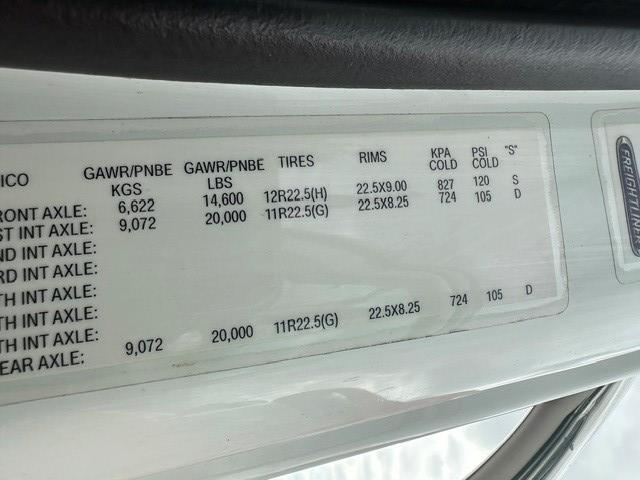 ICO GAWR/PNBE KGS GAWR/PNBE LBS TIRES RIMS KPA COLD PSI COLD "S"
RONT AXLE: 6,622 14,600 12R22.5(H) 22.5X9.00 827 120 S
ST INT AXLE: 9,072 20,000 11R22.5(G) 22.5X8.25 724 105 D
ND INT AXLE:
RD INT AXLE:
TH INT AXLE:
TH INT AXLE:
EAR AXLE: 9,072 20,000 11R22.5(G) 22.5X8.25 724 105 D
FREIGHTLINER